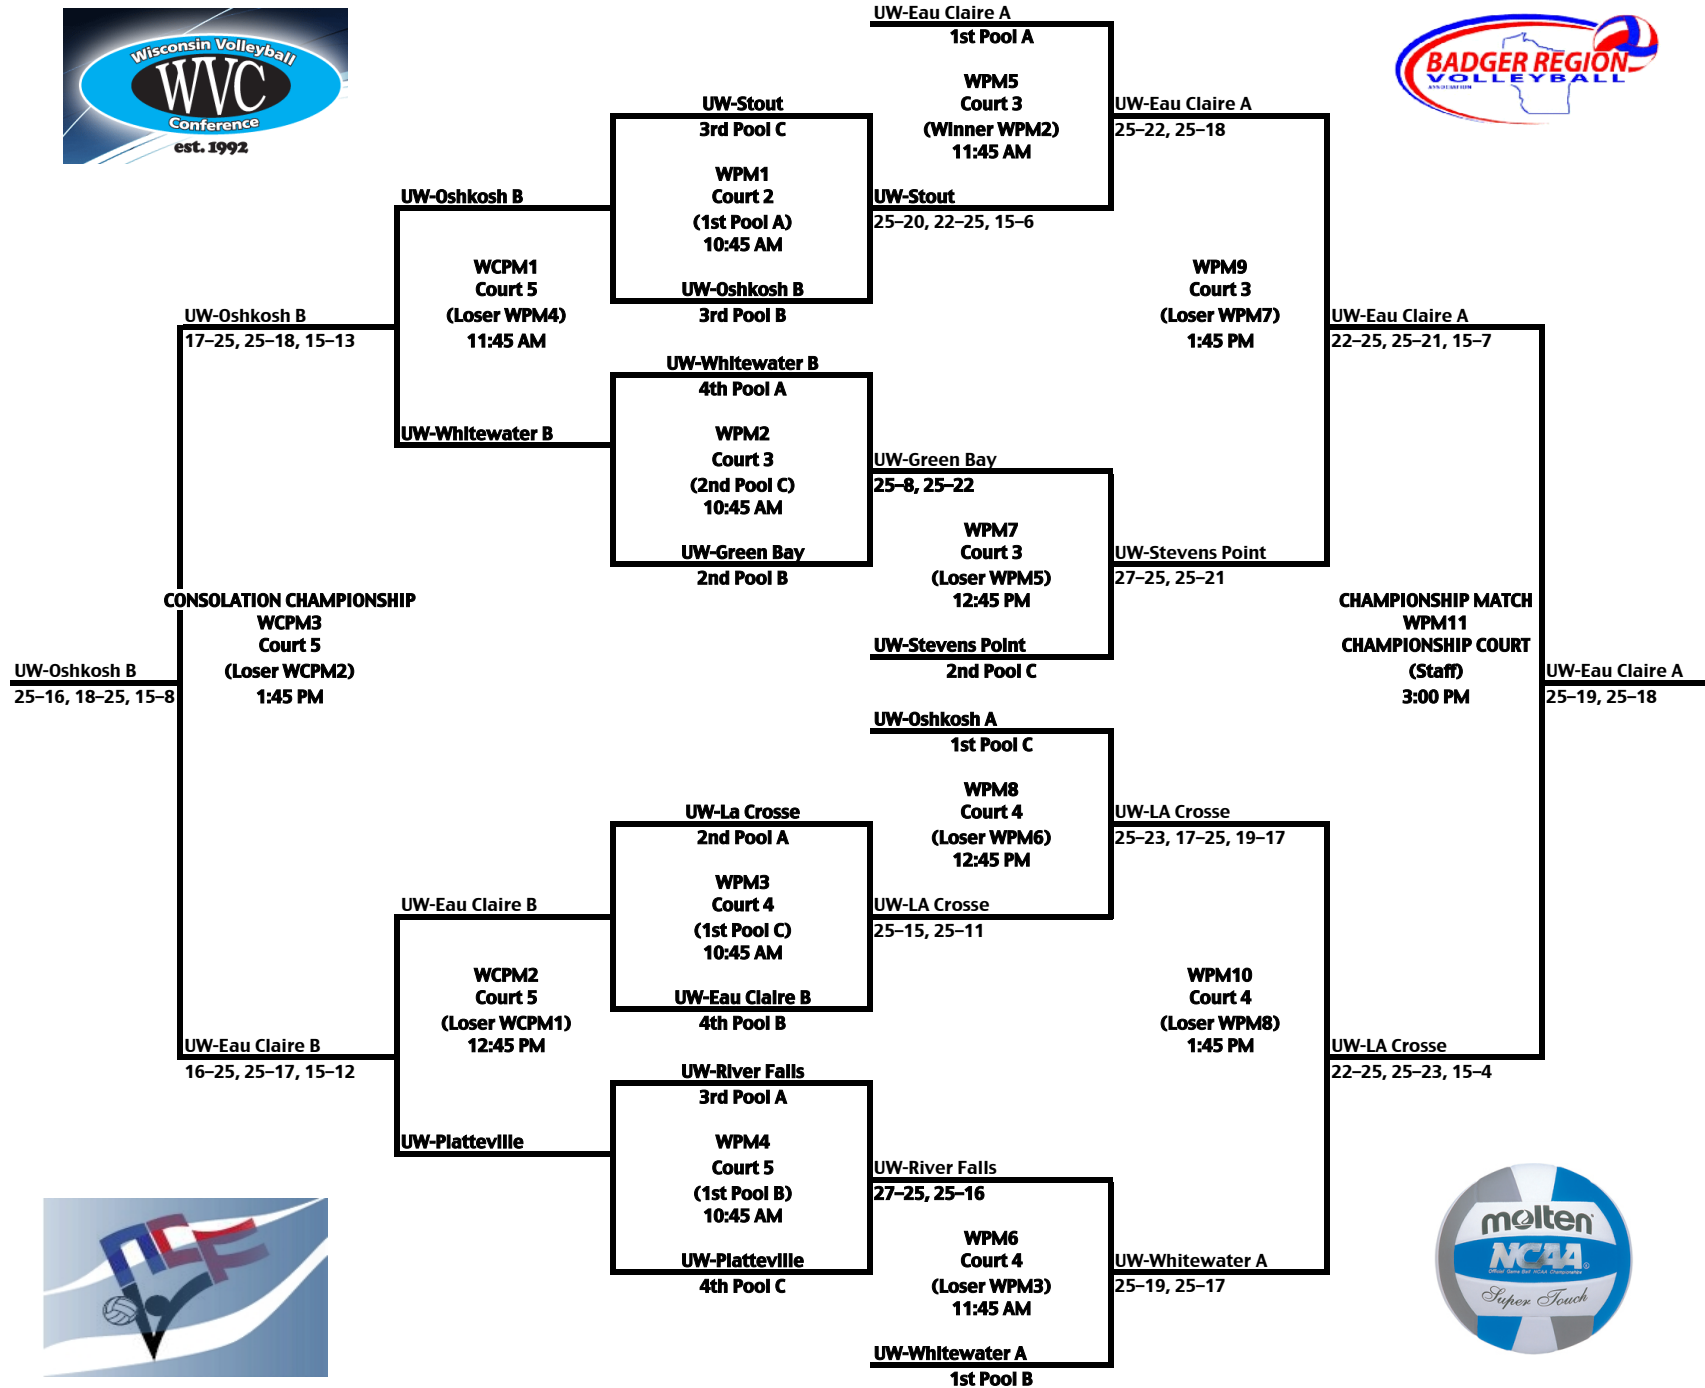 Wisconsin Volleyball
WVC
Conference
est. 1992
BADGER REGION
VOLLEYBALL
ASSOCIATION
UW-Eau Claire A
1st Pool A
WPM5
Court 3
(Winner WPM2)
11:45 AM
UW-Stout
3rd Pool C
UW-Eau Claire A
25–22, 25–18
WPM1
Court 2
(1st Pool A)
10:45 AM
UW-Oshkosh B
UW-Stout
25–20, 22–25, 15–6
WCPM1
Court 5
(Loser WPM4)
11:45 AM
UW-Oshkosh B
3rd Pool B
WPM9
Court 3
(Loser WPM7)
1:45 PM
UW-Oshkosh B
17–25, 25–18, 15–13
UW-Eau Claire A
22–25, 25–21, 15–7
UW-Whitewater B
4th Pool A
UW-Whitewater B
WPM2
Court 3
(2nd Pool C)
10:45 AM
UW-Green Bay
25–8, 25–22
UW-Green Bay
2nd Pool B
WPM7
Court 3
(Loser WPM5)
12:45 PM
UW-Stevens Point
27–25, 25–21
CONSOLATION CHAMPIONSHIP
WCPM3
Court 5
(Loser WCPM2)
1:45 PM
CHAMPIONSHIP MATCH
WPM11
CHAMPIONSHIP COURT
(Staff)
3:00 PM
UW-Stevens Point
2nd Pool C
UW-Oshkosh B
25–16, 18–25, 15–8
UW-Eau Claire A
25–19, 25–18
UW-Oshkosh A
1st Pool C
WPM8
Court 4
(Loser WPM6)
12:45 PM
UW-La Crosse
2nd Pool A
UW-LA Crosse
25–23, 17–25, 19–17
WPM3
Court 4
(1st Pool C)
10:45 AM
UW-Eau Claire B
UW-LA Crosse
25–15, 25–11
WCPM2
Court 5
(Loser WCPM1)
12:45 PM
UW-Eau Claire B
4th Pool B
WPM10
Court 4
(Loser WPM8)
1:45 PM
UW-Eau Claire B
16–25, 25–17, 15–12
UW-LA Crosse
22–25, 25–23, 15–4
UW-River Falls
3rd Pool A
UW-Platteville
WPM4
Court 5
(1st Pool B)
10:45 AM
UW-River Falls
27–25, 25–16
UW-Platteville
4th Pool C
WPM6
Court 4
(Loser WPM3)
11:45 AM
UW-Whitewater A
25–19, 25–17
UW-Whitewater A
1st Pool B
NCF
molten
NCAA
Official Game Ball NCAA Championships
Super Touch